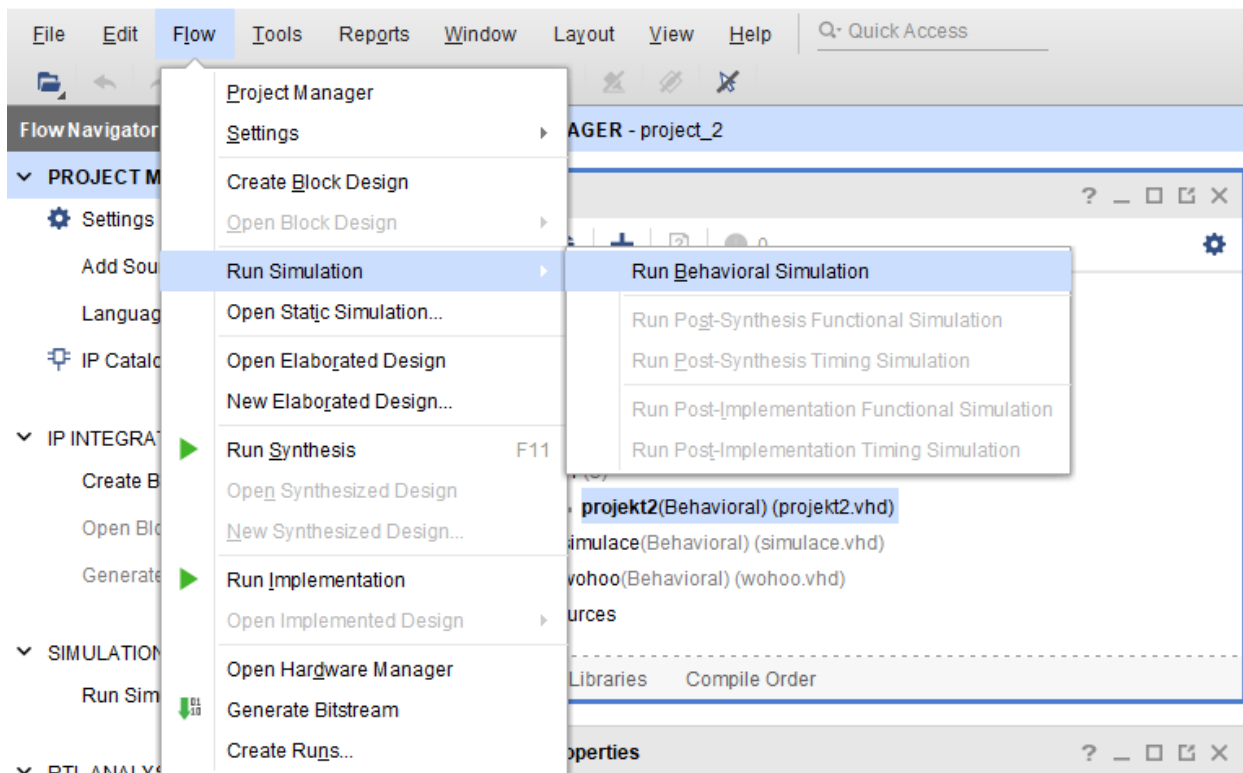 File Edit Flow Tools Reports Window Layout View Help Quick Access
Project Manager
Flow Navigator
AGER - project_2
Settings
PROJECT M
Create Block Design
Settings
Open Block Design
0
Add Sou
Run Simulation
Run Behavioral Simulation
Languag
Open Static Simulation...
Run Post-Synthesis Functional Simulation
IP Catalo
Open Elaborated Design
Run Post-Synthesis Timing Simulation
New Elaborated Design...
Run Post-Implementation Functional Simulation
IP INTEGRAT
Run Synthesis F11
Run Post-Implementation Timing Simulation
Create B
Open Synthesized Design
projekt2(Behavioral) (projekt2.vhd)
Open Blo
New Synthesized Design...
simulace(Behavioral) (simulace.vhd)
Generate
Run Implementation
wohoo(Behavioral) (wohoo.vhd)
Open Implemented Design
urces
SIMULATION
Open Hardware Manager
Libraries Compile Order
Run Sim
Generate Bitstream
Create Runs...
operties
RTL ANALYS